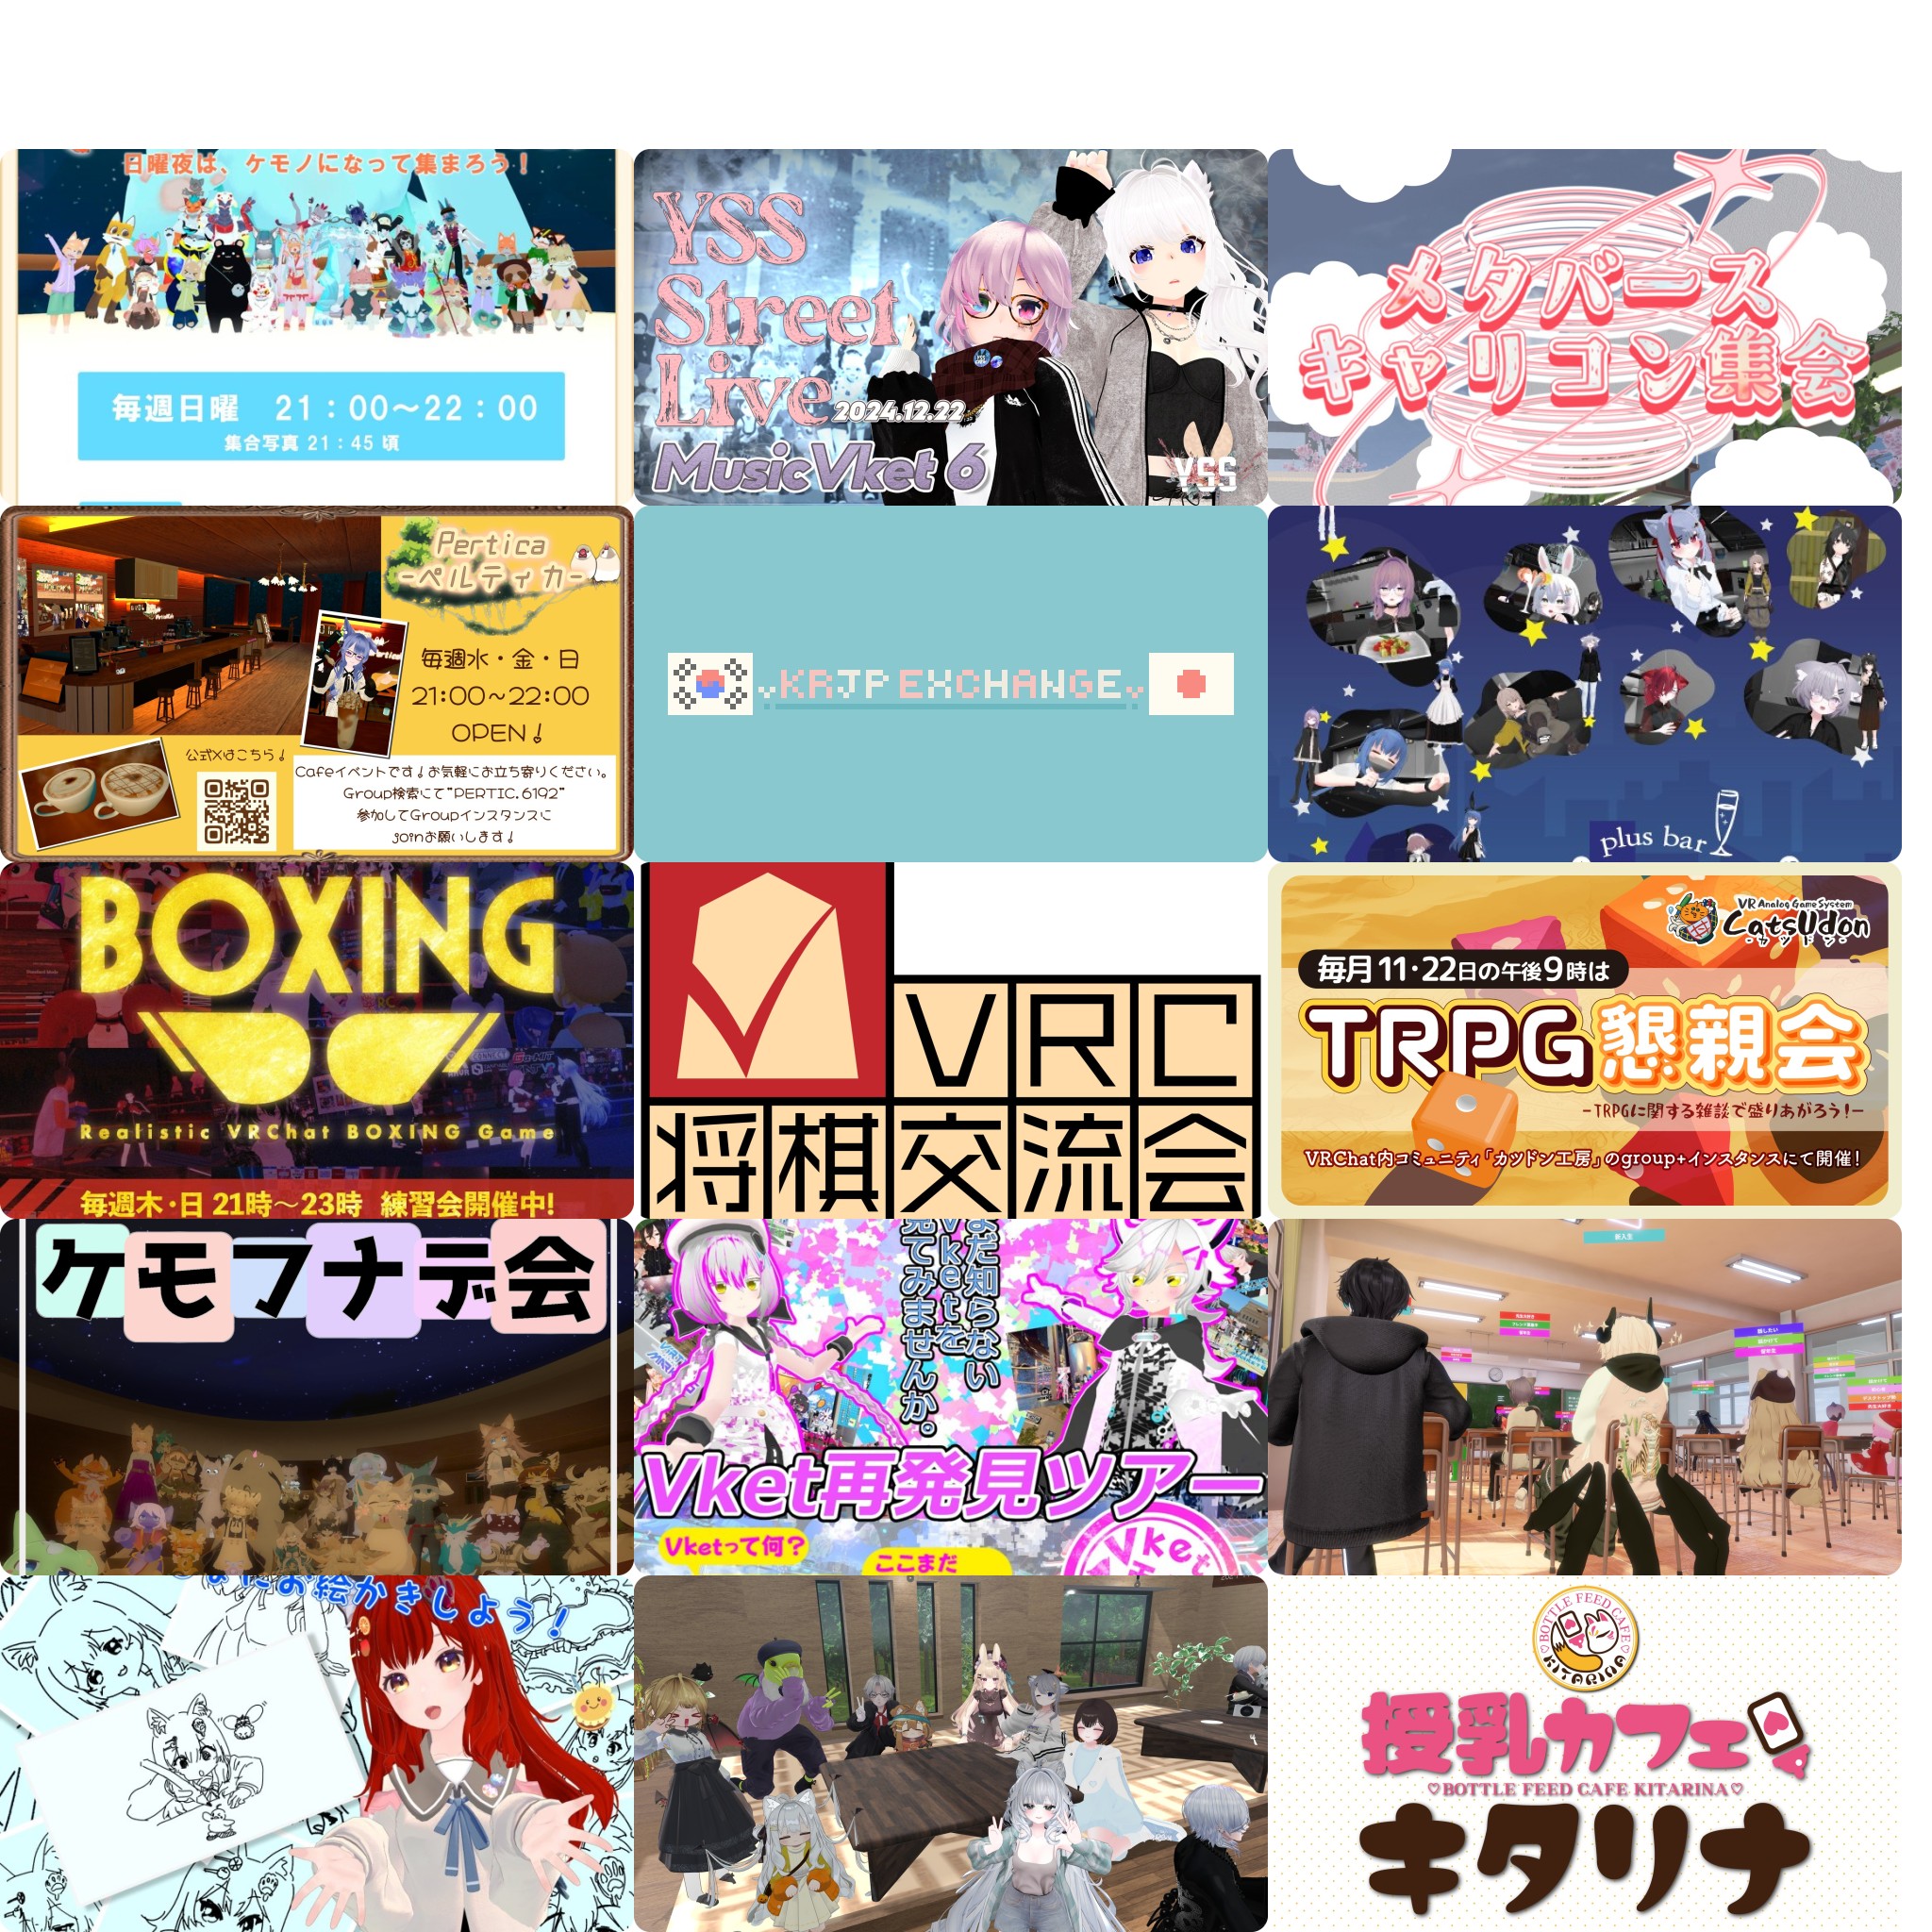 日曜夜は、ケモノになって集まろう！
毎週日曜　21：00～22：00
集合写真 21：45 頃
YSS
Street
Live
2024.12.22
Music Vket 6
YSS
メタバース
キャリコン集会
Pertica
-ペルティカ-
毎週水・金・日
21:00～22:00
OPEN！
公式Xはこちら！
Cafeイベントです！お気軽にお立ち寄りください。
Group検索にて"PERTIC.6192"
参加してGroupインスタンスに
joinお願いします！
KRJP EXCHANGE
plus bar
BOXING
Realistic VRChat BOXING Game
毎週木・日 21時～23時 練習会開催中!
VRC
将棋交流会
VR Analog Game System
CatsUdon
-カツドン-
毎月11・22日の午後9時は
TRPG懇親会
-TRPGに関する雑談で盛りあがろう!-
VRChat内コミュニティ「カツドン工房」のgroup+インスタンスにて開催!
ケモフナデ会
まだ知らない
Vketを
見てみませんか。
Vket再発見ツアー
Vketって何？
ここまだ
Vket
新入生
お絵かきしよう！
BOTTLE FEED CAFE
KITARINA
授乳カフェ
♡BOTTLE FEED CAFE KITARINA♡
キタリナ